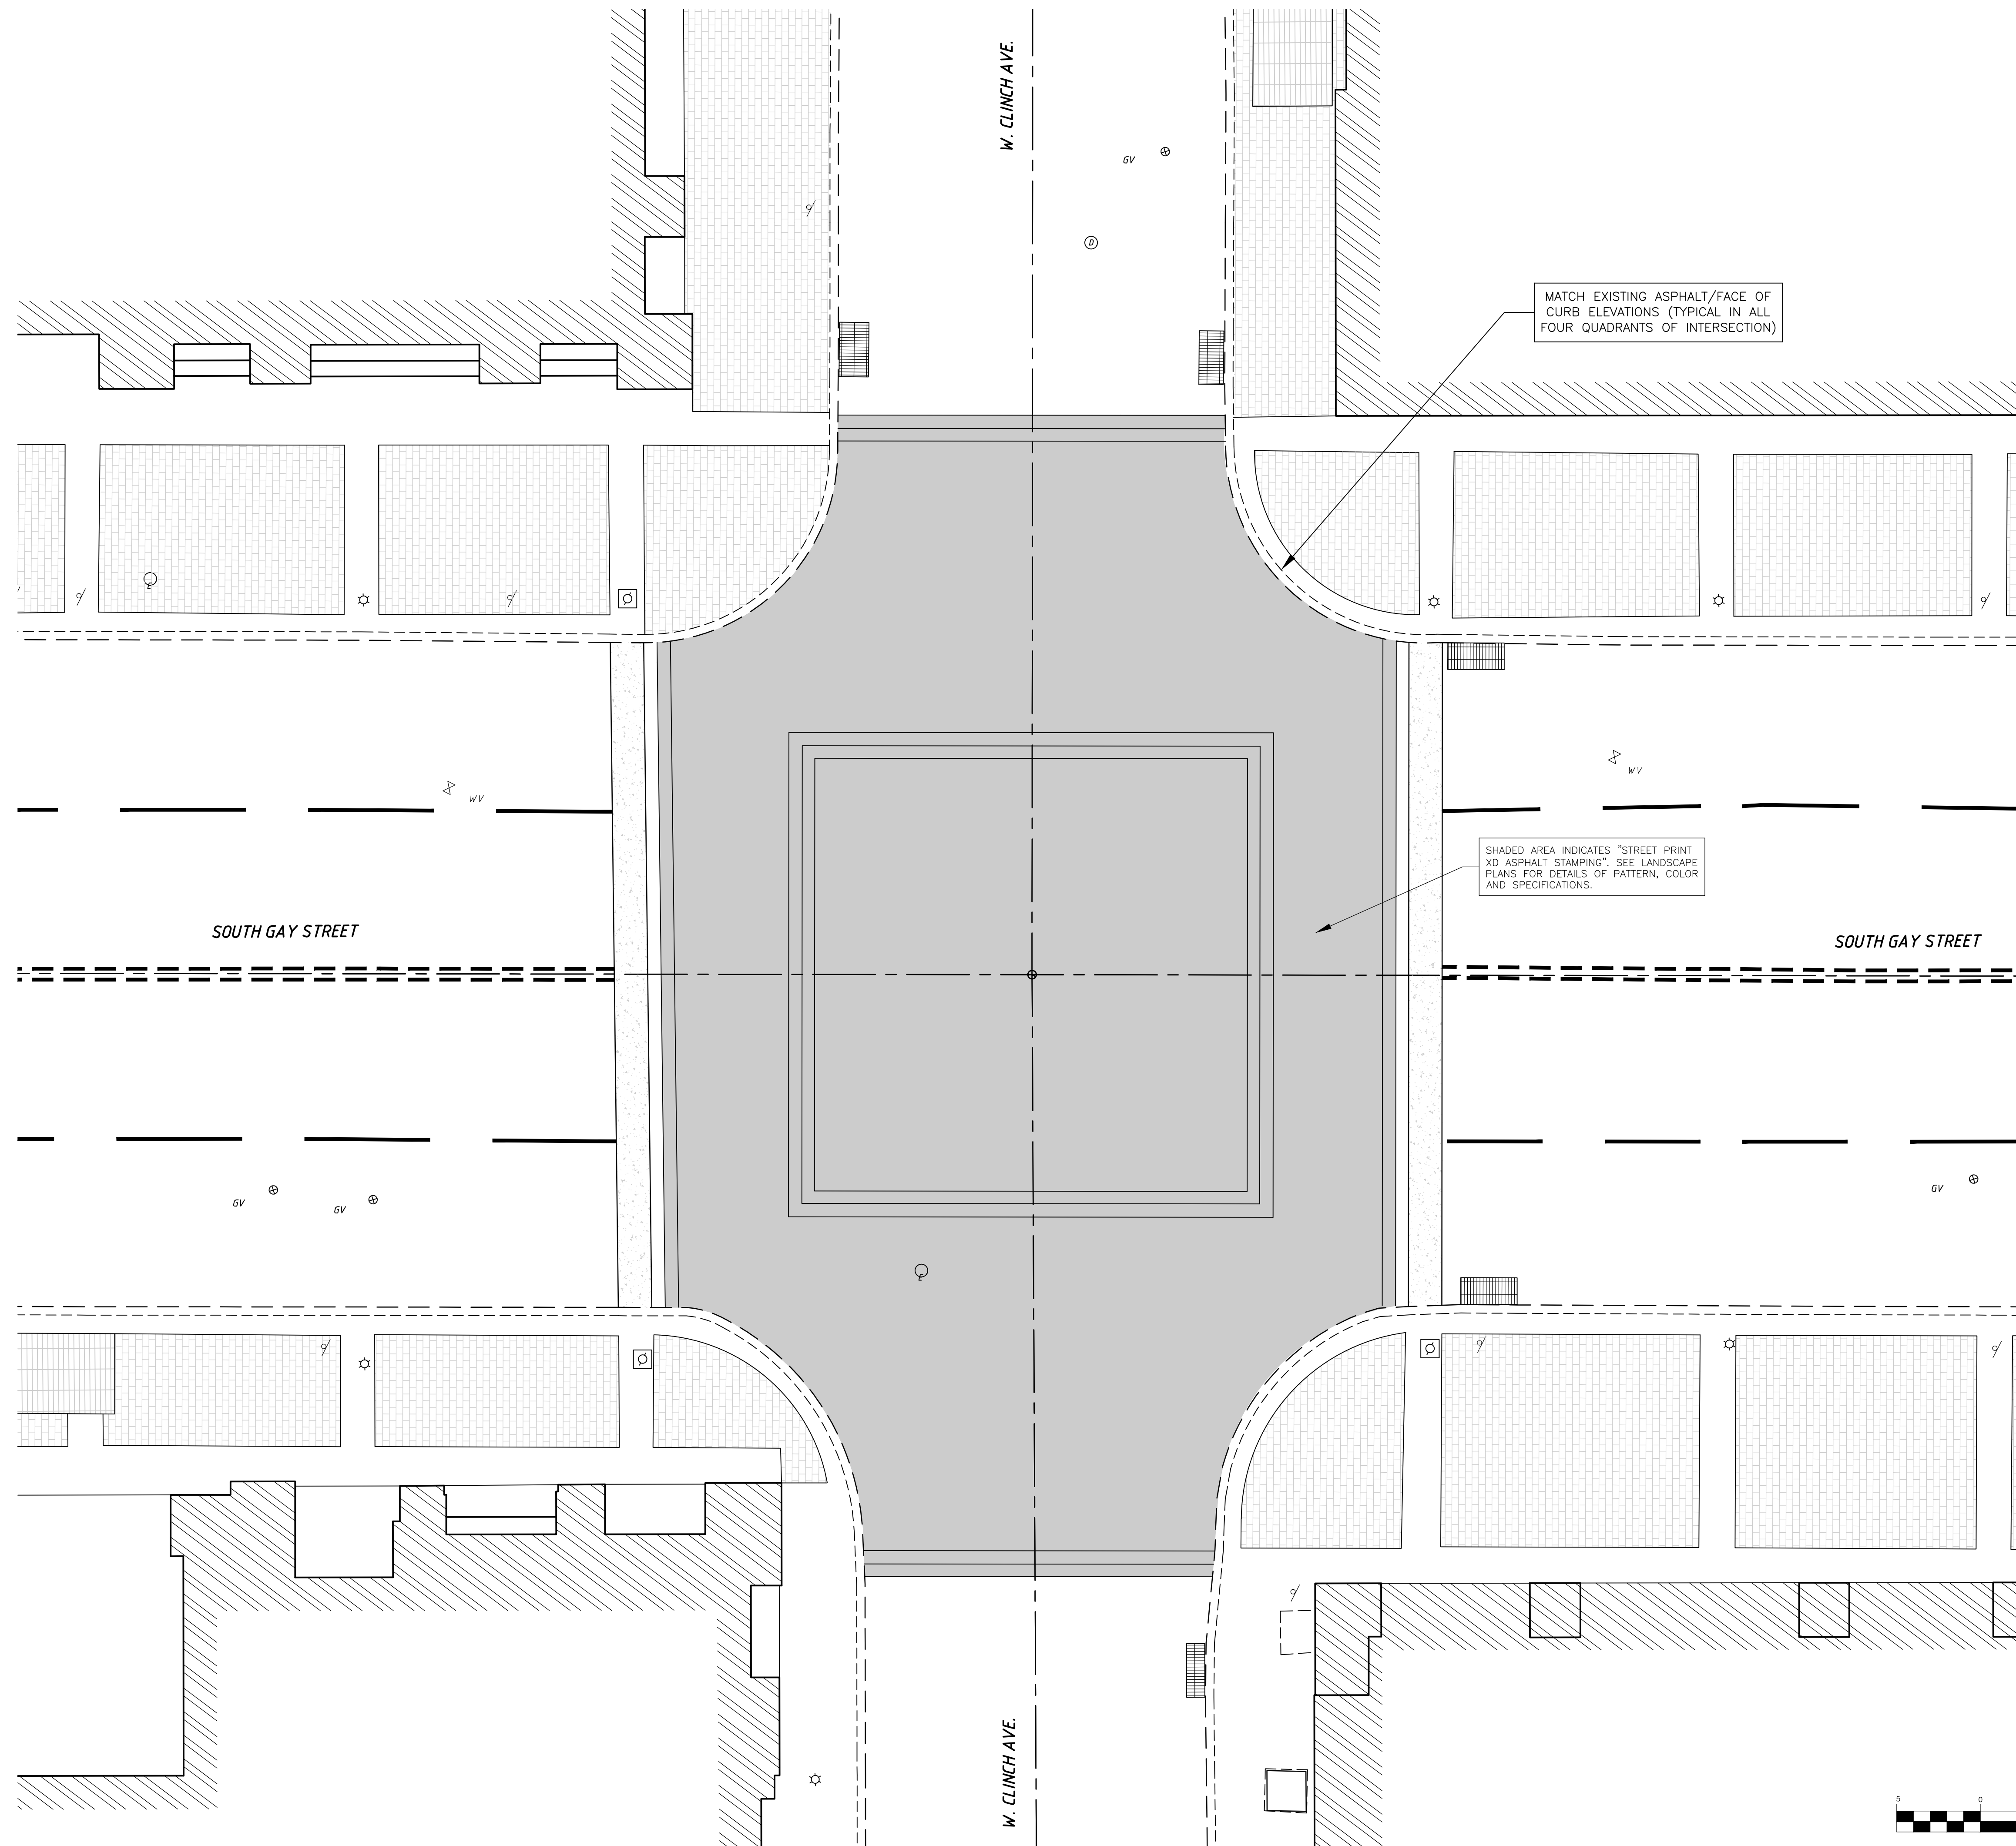 W. CLINCH AVE.
GV
D
MATCH EXISTING ASPHALT/FACE OF
CURB ELEVATIONS (TYPICAL IN ALL
FOUR QUADRANTS OF INTERSECTION)
E
WV
WV
SHADED AREA INDICATES "STREET PRINT
XD ASPHALT STAMPING". SEE LANDSCAPE
PLANS FOR DETAILS OF PATTERN, COLOR
AND SPECIFICATIONS.
SOUTH GAY STREET
SOUTH GAY STREET
GV
GV
GV
E
W. CLINCH AVE.
5
0